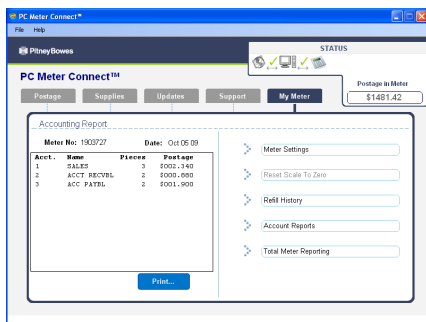 PC Meter Connect™
File Help
PitneyBowes
STATUS
PC Meter Connect™
Postage in Meter
$1481.42
Postage Supplies Updates Support My Meter
Accounting Report
Meter No: 1903727 Date: Oct 05 09
Acct. Name Pieces Postage
1 SALES 3 $002.340
2 ACCT RECVBL 2 $000.880
3 ACC PAYBL 2 $001.900
Print...
Meter Settings
Reset Scale To Zero
Refill History
Account Reports
Total Meter Reporting